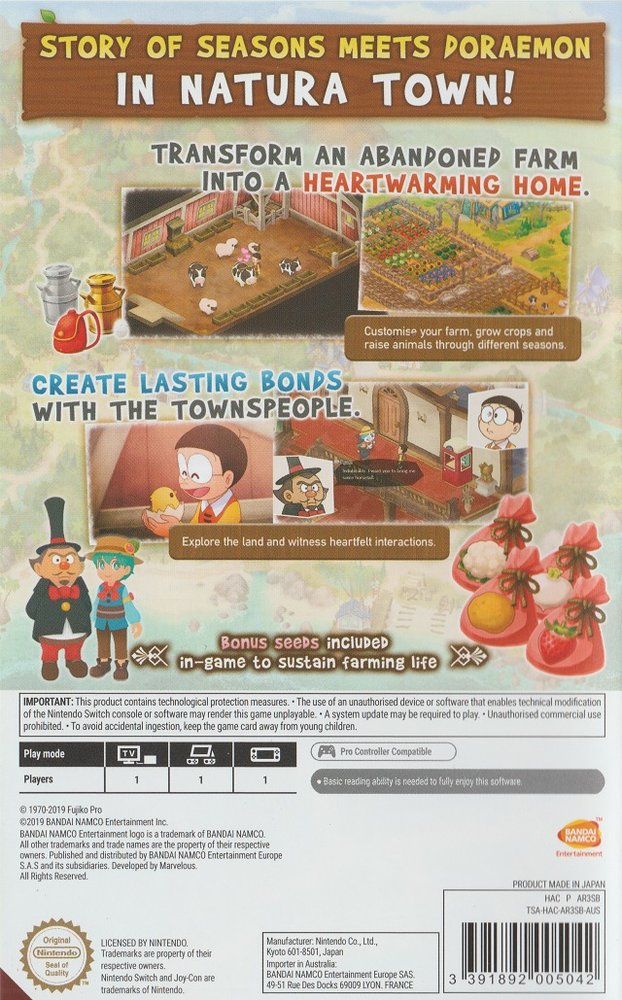 STORY OF SEASONS MEETS DORAEMON
IN NATURA TOWN!
TRANSFORM AN ABANDONED FARM
INTO A HEARTWARMING HOME.
Customise your farm, grow crops and
raise animals through different seasons.
CREATE LASTING BONDS
WITH THE TOWNSPEOPLE.
Explore the land and witness heartfelt interactions.
Bonus seeds included
in-game to sustain farming life
IMPORTANT: This product contains technological protection measures. • The use of an unauthorised device or software that enables technical modification
of the Nintendo Switch console or software may render this game unplayable. • A system update may be required to play. • Unauthorised commercial use
prohibited. • To avoid accidental ingestion, keep the game card away from young children.
Play mode TV
Players 1 1 1
Pro Controller Compatible
• Basic reading ability is needed to fully enjoy this software.
© 1970-2019 Fujiko Pro
©2019 BANDAI NAMCO Entertainment Inc.
BANDAI NAMCO Entertainment logo is a trademark of BANDAI NAMCO.
All other trademarks and trade names are the property of their respective
owners. Published and distributed by BANDAI NAMCO Entertainment Europe
S.A.S and its subsidiaries. Developed by Marvelous.
All Rights Reserved.
BANDAI
NAMCO
TM
Entertainment
PRODUCT MADE IN JAPAN
HAC P AR3SB
TSA-HAC-AR3SB-AUS
3 391892 005042
Original
Nintendo
Seal of
Quality
TM
LICENSED BY NINTENDO.
Trademarks are property of their
respective owners.
Nintendo Switch and Joy-Con are
trademarks of Nintendo.
Manufacturer: Nintendo Co., Ltd.,
Kyoto 601-8501, Japan
Importer in Australia:
BANDAI NAMCO Entertainment Europe SAS.
49-51 Rue Des Docks 69009 LYON. FRANCE